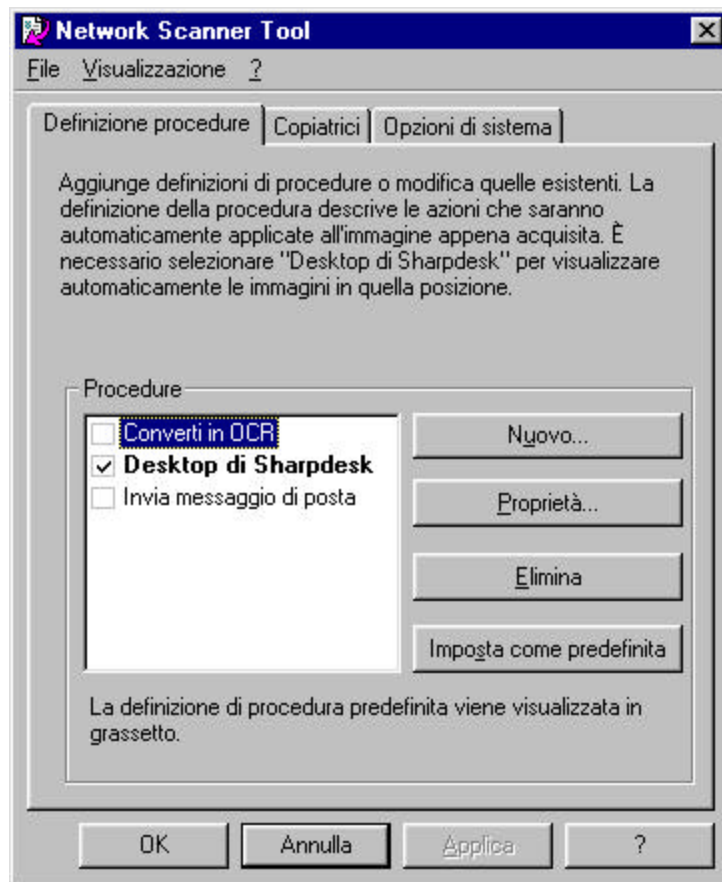 Network Scanner Tool
File Visualizzazione ?
Definizione procedure Copiatrici Opzioni di sistema
Aggiunge definizioni di procedure o modifica quelle esistenti. La
definizione della procedura descrive le azioni che saranno
automaticamente applicate all'immagine appena acquisita. È
necessario selezionare "Desktop di Sharpdesk" per visualizzare
automaticamente le immagini in quella posizione.
Procedure
Converti in OCR
Desktop di Sharpdesk
Invia messaggio di posta
Nuovo...
Proprietà...
Elimina
Imposta come predefinita
La definizione di procedura predefinita viene visualizzata in
grassetto.
OK Annulla Applica ?